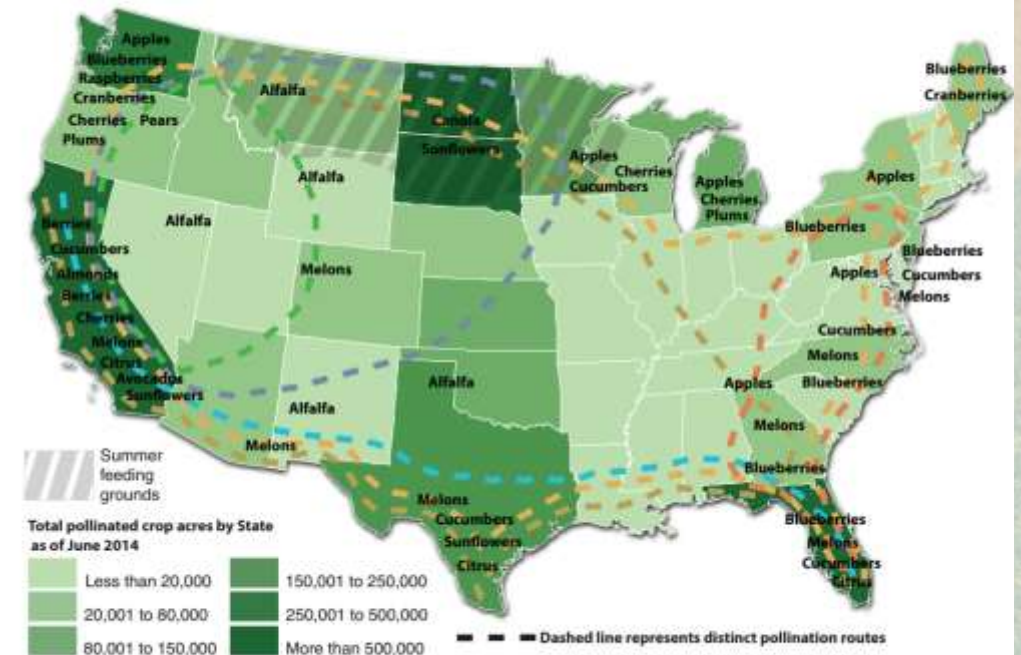 Apples
Blueberries
Raspberries
Cranberries
Cherries Pears
Plums
Alfalfa
Canola
Sunflowers
Alfalfa
Alfalfa
Melons
Berries
Cucumbers
Almonds
Berries
Cherries
Melons
Citrus
Avocados
Sunflowers
Alfalfa
Alfalfa
Melons
Melons
Cucumbers
Sunflowers
Citrus
Apples
Cherries
Cucumbers
Apples
Cherries
Plums
Blueberries
Cranberries
Apples
Blueberries
Blueberries
Apples
Cucumbers
Melons
Cucumbers
Melons
Apples
Blueberries
Melons
Blueberries
Blueberries
Melons
Cucumbers
Citrus
Summer
feeding
grounds
Total pollinated crop acres by State
as of June 2014
Less than 20,000
20,001 to 80,000
80,001 to 150,000
150,001 to 250,000
250,001 to 500,000
More than 500,000
Dashed line represents distinct pollination routes